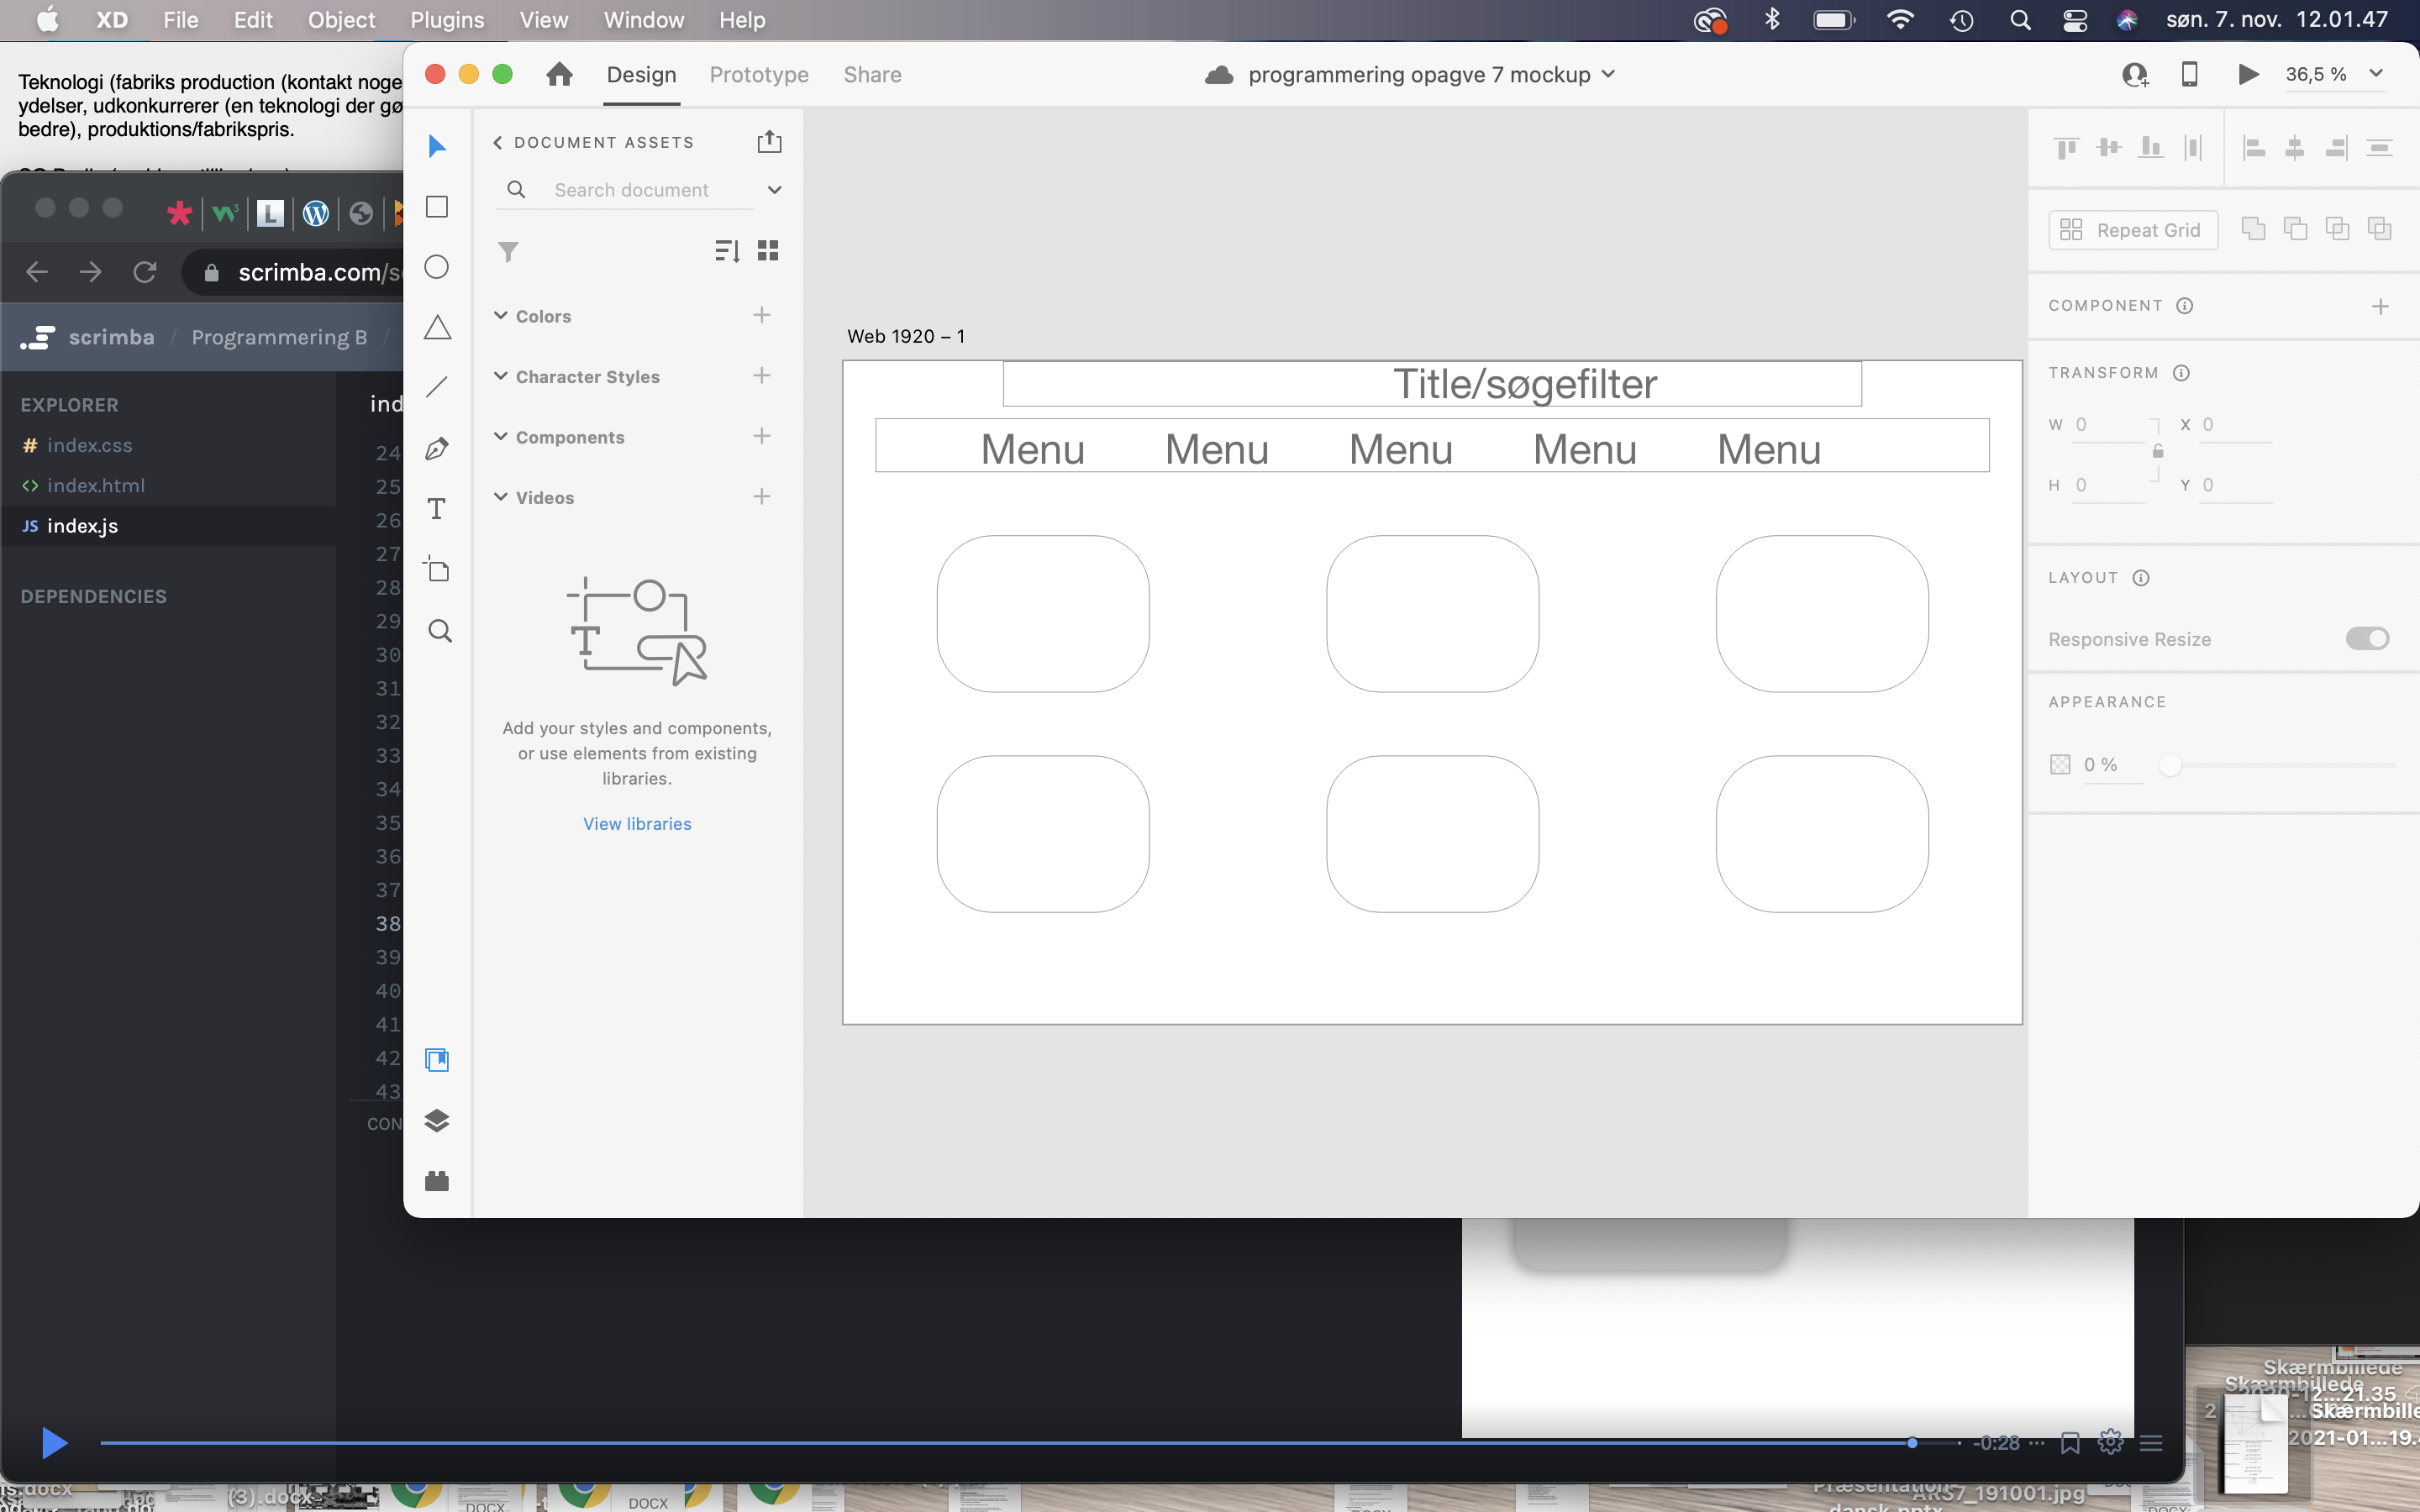 XD File Edit Object Plugins View Window Help
søn. 7. nov. 12.01.47
Teknologi (fabriks production (kontakt noge
ydelser, udkonkurrerer (en teknologi der gø
bedre), produktions/fabrikspris.
Design Prototype Share
programmering opagve 7 mockup
36,5 %
DOCUMENT ASSETS
Search document
Colors
Character Styles
Components
Videos
Add your styles and components,
or use elements from existing
libraries.
View libraries
scrimba.com/s
scrimba / Programmering B /
EXPLORER
# index.css
<> index.html
JS index.js
DEPENDENCIES
ind
24
25
26
27
28
29
30
31
32
33
34
35
36
37
38
39
40
41
42
43
CON
Web 1920 – 1
Title/søgefilter
Menu Menu Menu Menu Menu
Repeat Grid
COMPONENT
TRANSFORM
W 0 X 0
H 0 Y 0
LAYOUT
Responsive Resize
APPEARANCE
0 %
-0:28
Skærmbillede
Skærmbillede
21.35
Skærmbille
2021-01...19.
s.docx
(3).docx
DOCX
DOCX
DOCX
Præsentation
dansk.pptx
ARS7_191001.jpg